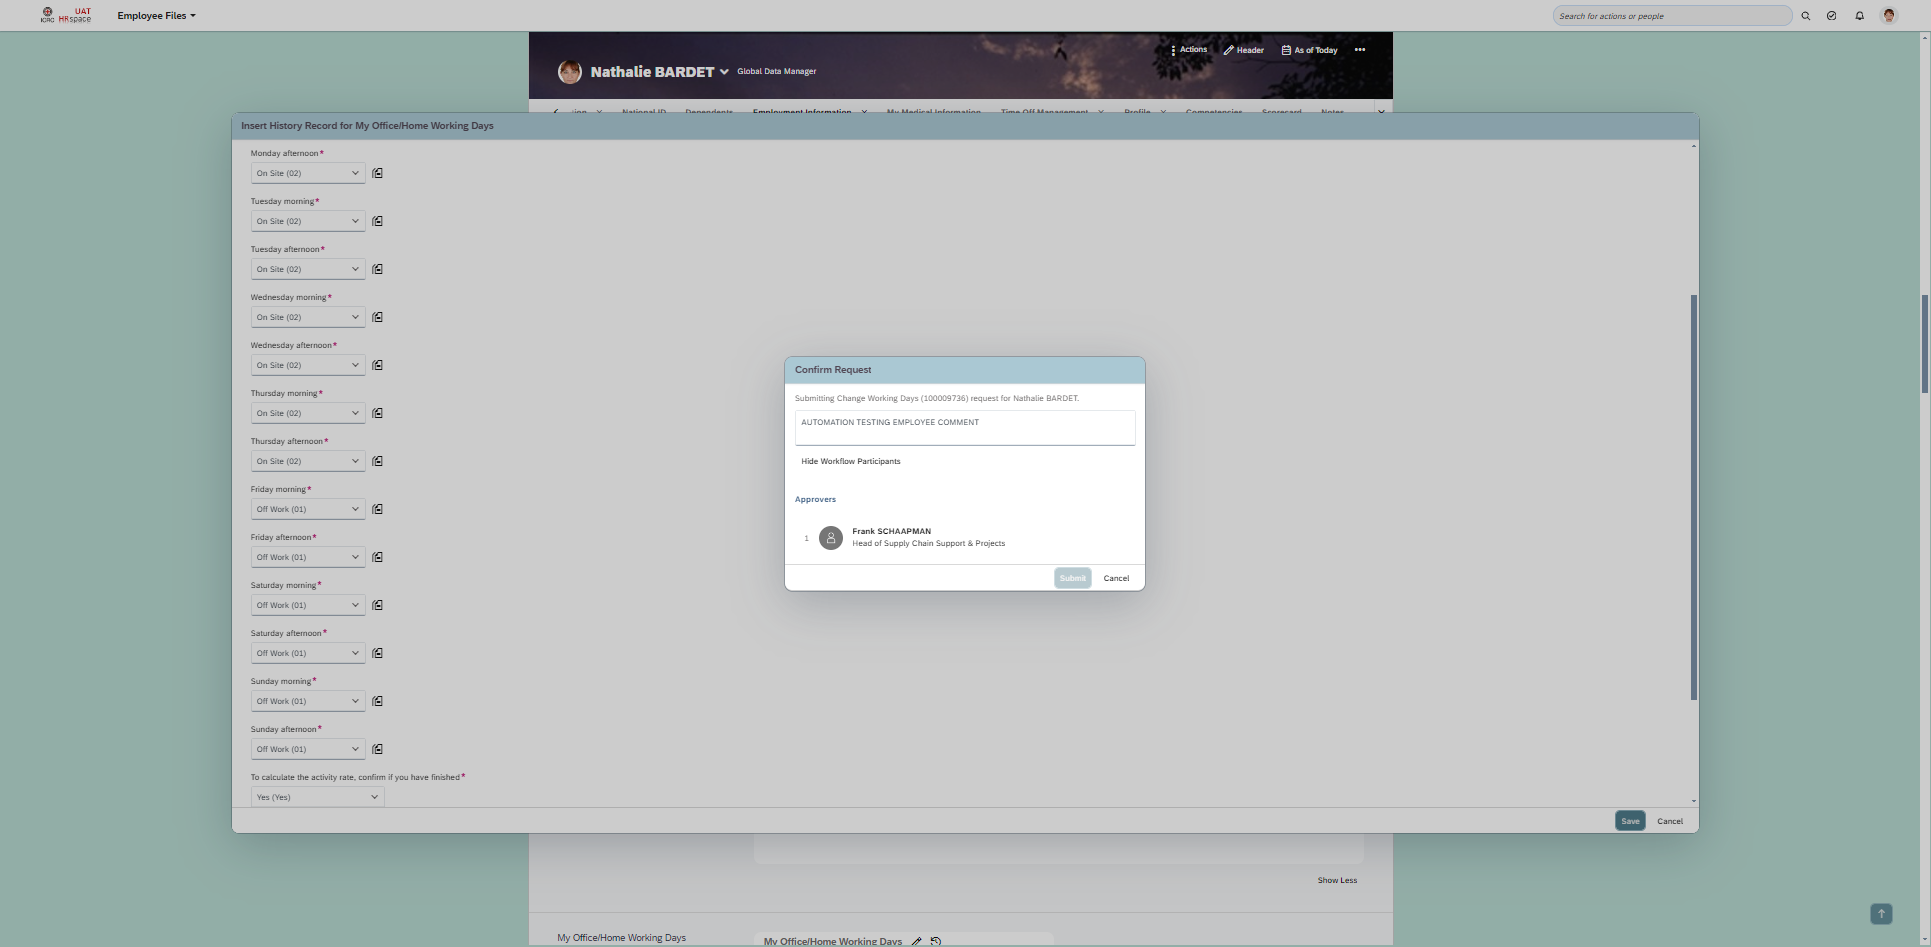 ICRC
UAT
HRspace
Employee Files
Search for actions or people
Actions
Header
As of Today
Nathalie BARDET
Global Data Manager
National ID
Dependents
Employment Information
My Medical Information
Time Off Management
Profile
Competencies
Scorecard
Notes
Insert History Record for My Office/Home Working Days
Monday afternoon*
On Site (02)
Tuesday morning*
On Site (02)
Tuesday afternoon*
On Site (02)
Wednesday morning*
On Site (02)
Wednesday afternoon*
On Site (02)
Thursday morning*
On Site (02)
Thursday afternoon*
On Site (02)
Friday morning*
Off Work (01)
Friday afternoon*
Off Work (01)
Saturday morning*
Off Work (01)
Saturday afternoon*
Off Work (01)
Sunday morning*
Off Work (01)
Sunday afternoon*
Off Work (01)
To calculate the activity rate, confirm if you have finished*
Yes (Yes)
Confirm Request
Submitting Change Working Days (100009736) request for Nathalie BARDET.
AUTOMATION TESTING EMPLOYEE COMMENT
Hide Workflow Participants
Approvers
1
Frank SCHAAPMAN
Head of Supply Chain Support & Projects
Submit
Cancel
Save
Cancel
Show Less
My Office/Home Working Days
My Office/Home Working Days